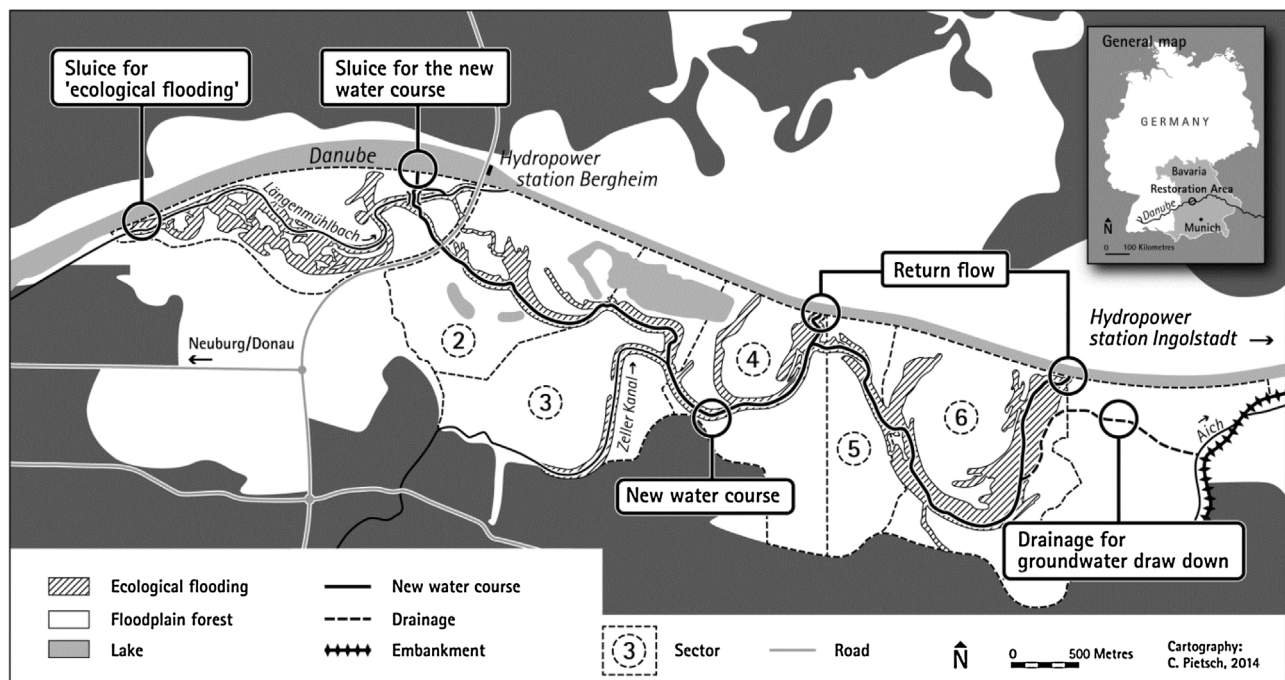 Sluice for
'ecological flooding'
Sluice for the new
water course
General map
GERMANY
Bavaria
Restoration Area
Danube
Munich
N
0 100 Kilometres
Danube
Hydropower
station Bergheim
Längenmühlbach →
Return flow
Hydropower
station Ingolstadt →
Neuburg/Donau
←
2
3
4
5
6
Zeller Kanal →
Aich →
New water course
Drainage for
groundwater draw down
Ecological flooding
Floodplain forest
Lake
New water course
Drainage
Embankment
3 Sector
Road
N
0 500 Metres
Cartography:
C. Pietsch, 2014